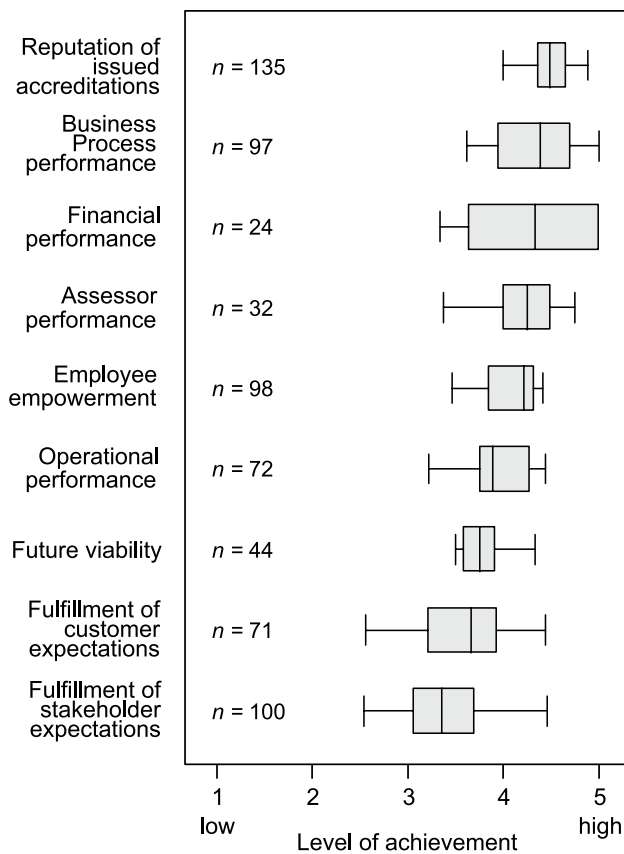 Reputation of
issued
accreditations
n = 135
Business
Process
performance
n = 97
Financial
performance
n = 24
Assessor
performance
n = 32
Employee
empowerment
n = 98
Operational
performance
n = 72
Future viability
n = 44
Fulfillment of
customer
expectations
n = 71
Fulfillment of
stakeholder
expectations
n = 100
1 2 3 4 5
low high
Level of achievement